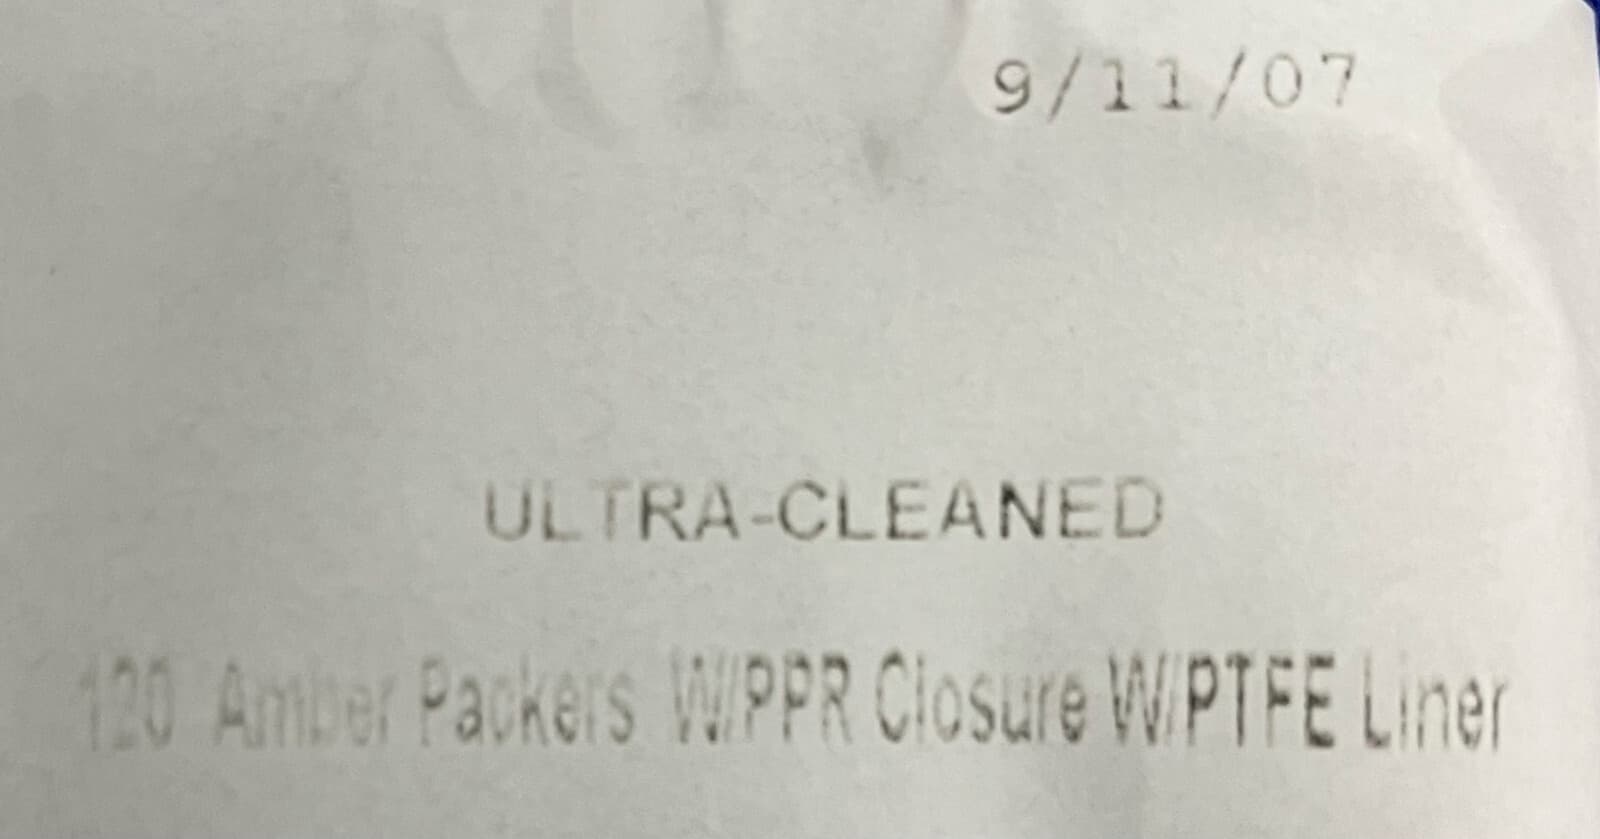 9/11/07
ULTRA-CLEANED
120 Amber Packers W/PPR Closure W/PTFE Liner